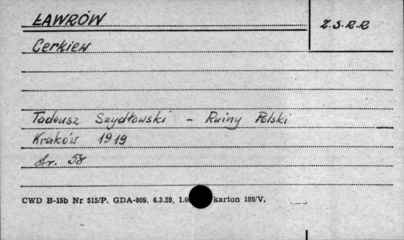 ŁAWRÓW
Z.S.R.R
Cerkiew
Tadeusz Szydłowski - Ruiny Polski
Kraków 1919
str. 58
CWD B-15b Nr 515/P. GDA-809. 6.3.59, karton 180/V.